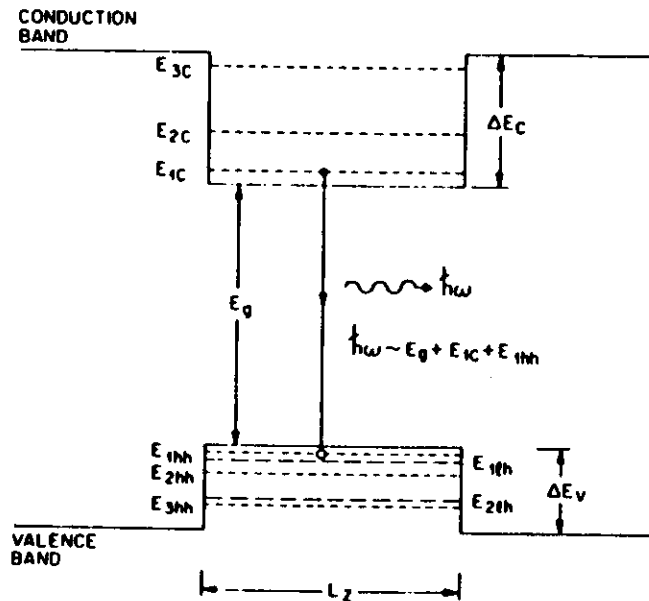 CONDUCTION
BAND
E3C
E2C
E1C
ΔEC
Eg
ħω
ħω ~ Eg + E1C + E1hh
E1hh
E2hh
E3hh
E1ℓh
E2ℓh
ΔEV
VALENCE
BAND
LZ